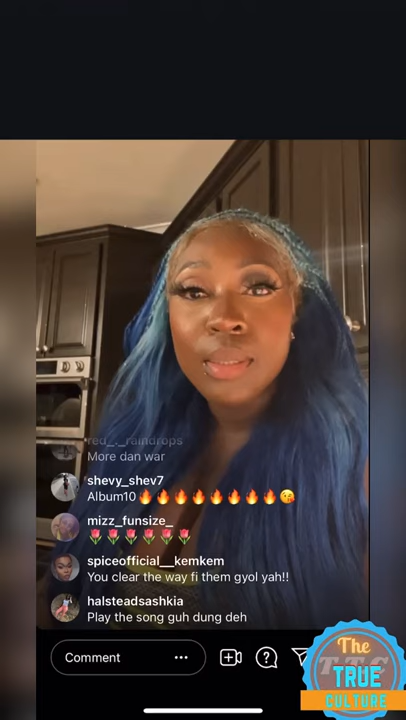 red_._raindrops
More dan war
shevy_shev7
Album10🔥🔥🔥🔥🔥🔥🔥🔥😘
mizz_funsize_
🌷🌷🌷🌷🌷🌷
spiceofficial__kemkem
You clear the way fi them gyol yah!!
halsteadsashkia
Play the song guh dung deh
Comment
The
TTC
TRUE
CULTURE